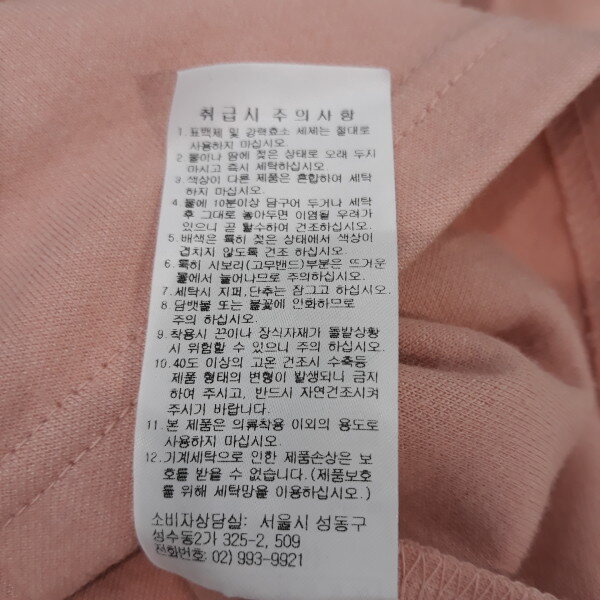 취급시 주의사항
1. 표백제 및 강력효소 세제는 절대로
사용하지 마십시오.
2. 물이나 땀에 젖은 상태로 오래 두지
마시고 즉시 세탁하십시오.
3. 색상이 다른 제품은 혼합하여 세탁
하지 마십시오.
4. 물에 10분이상 담구어 두거나 세탁
후 그대로 놓아두면 이염될 우려가
있으니 곧 탈수하여 건조하십시오.
5. 배색은 특히 젖은 상태에서 색상이
겹치지 않도록 건조 하십시오.
6. 특히 시보리(고무밴드)부분은 뜨거운
물에서 늘어나므로 주의하십시오.
7. 세탁시 지퍼,단추는 잠그고 하십시오.
8. 담뱃불 또는 불꽃에 인화하므로
주의 하십시오.
9. 착용시 끈이나 장식자재가 돌발상황
시 위험할 수 있으니 주의 하십시오.
10. 40도 이상의 고온 건조시 수축등
제품 형태의 변형이 발생되니 금지
하여 주시고, 반드시 자연건조시켜
주시기 바랍니다.
11. 본 제품은 의류착용 이외의 용도로
사용하지 마십시오.
12. 기계세탁으로 인한 제품손상은 보
호를 받을 수 없습니다.(제품보호
를 위해 세탁망을 이용하십시오.)
소비자상담실: 서울시 성동구
성수동2가 325-2, 509
전화번호: 02) 993-9921